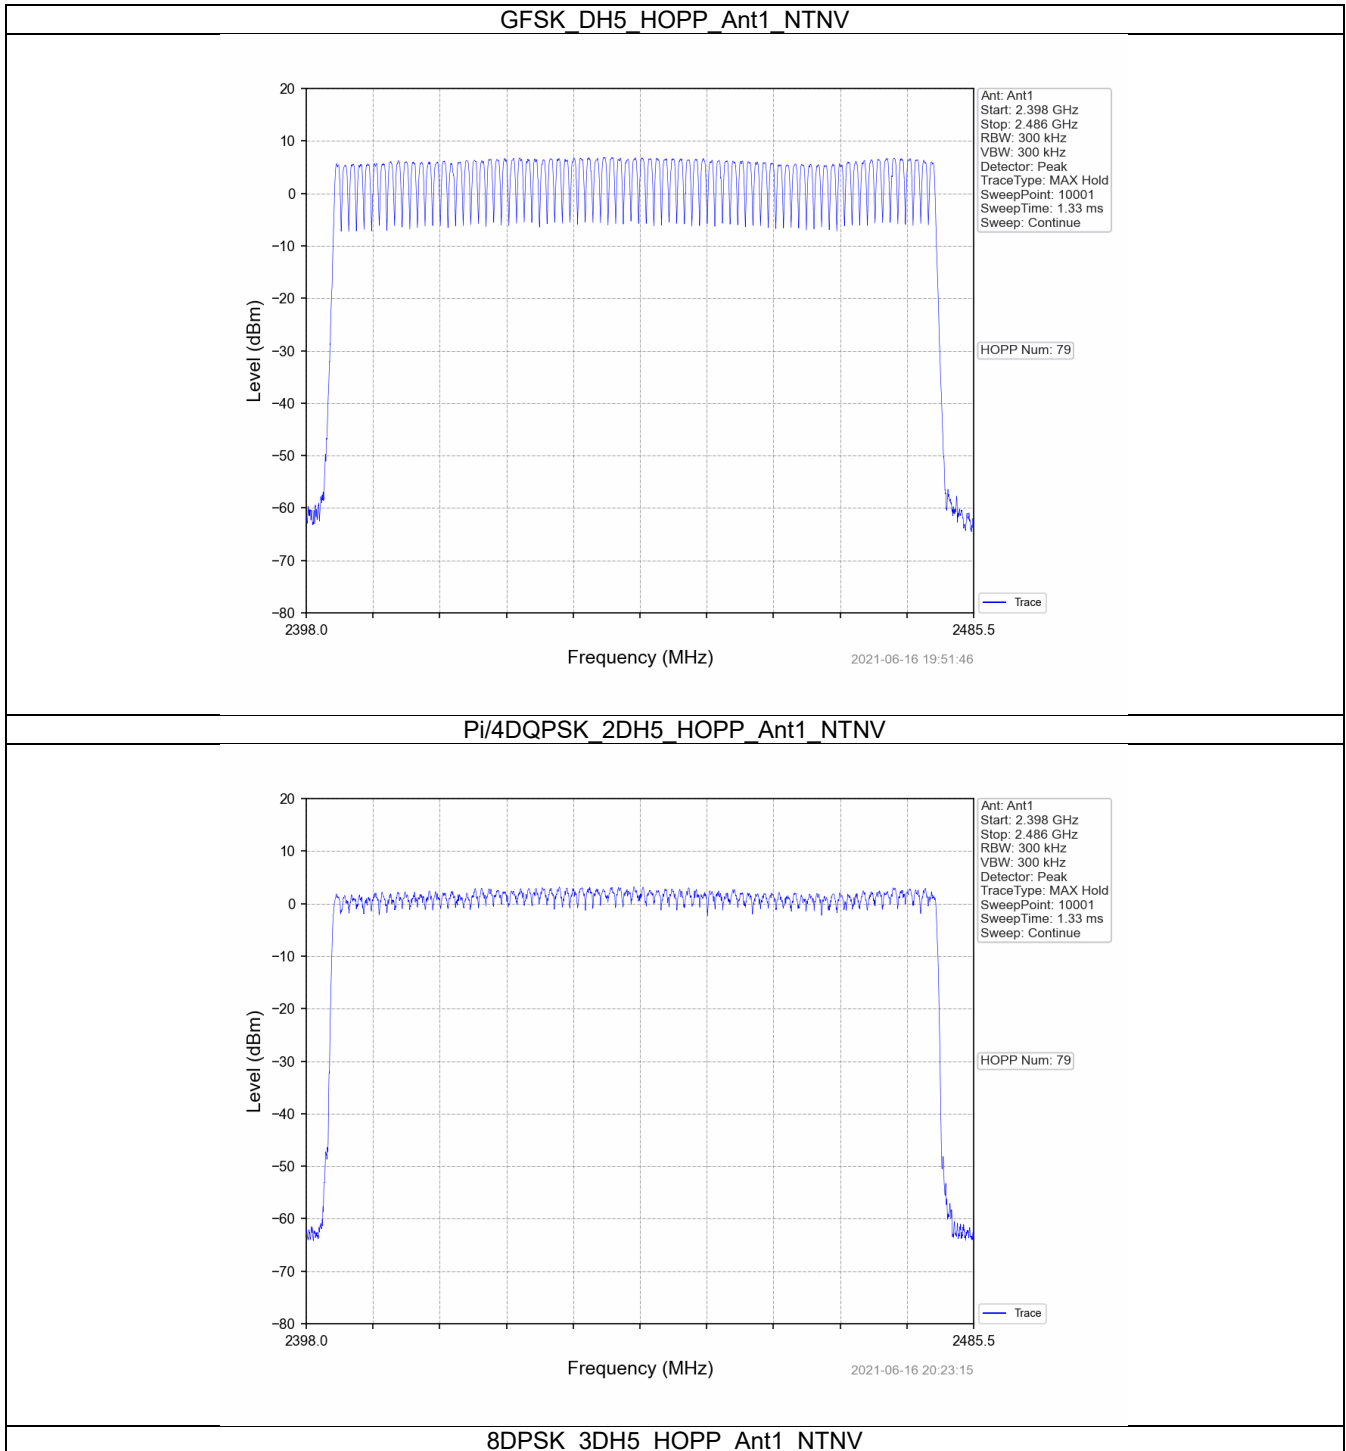 GFSK_DH5_HOPP_Ant1_NTNV
20
10
0
−10
−20
−30
−40
−50
−60
−70
−80
Level (dBm)
2398.0
2485.5
Frequency (MHz)
2021-06-16 19:51:46
Ant: Ant1
Start: 2.398 GHz
Stop: 2.486 GHz
RBW: 300 kHz
VBW: 300 kHz
Detector: Peak
TraceType: MAX Hold
SweepPoint: 10001
SweepTime: 1.33 ms
Sweep: Continue
HOPP Num: 79
Trace
Pi/4DQPSK_2DH5_HOPP_Ant1_NTNV
20
10
0
−10
−20
−30
−40
−50
−60
−70
−80
Level (dBm)
2398.0
2485.5
Frequency (MHz)
2021-06-16 20:23:15
Ant: Ant1
Start: 2.398 GHz
Stop: 2.486 GHz
RBW: 300 kHz
VBW: 300 kHz
Detector: Peak
TraceType: MAX Hold
SweepPoint: 10001
SweepTime: 1.33 ms
Sweep: Continue
HOPP Num: 79
Trace
8DPSK_3DH5_HOPP_Ant1_NTNV